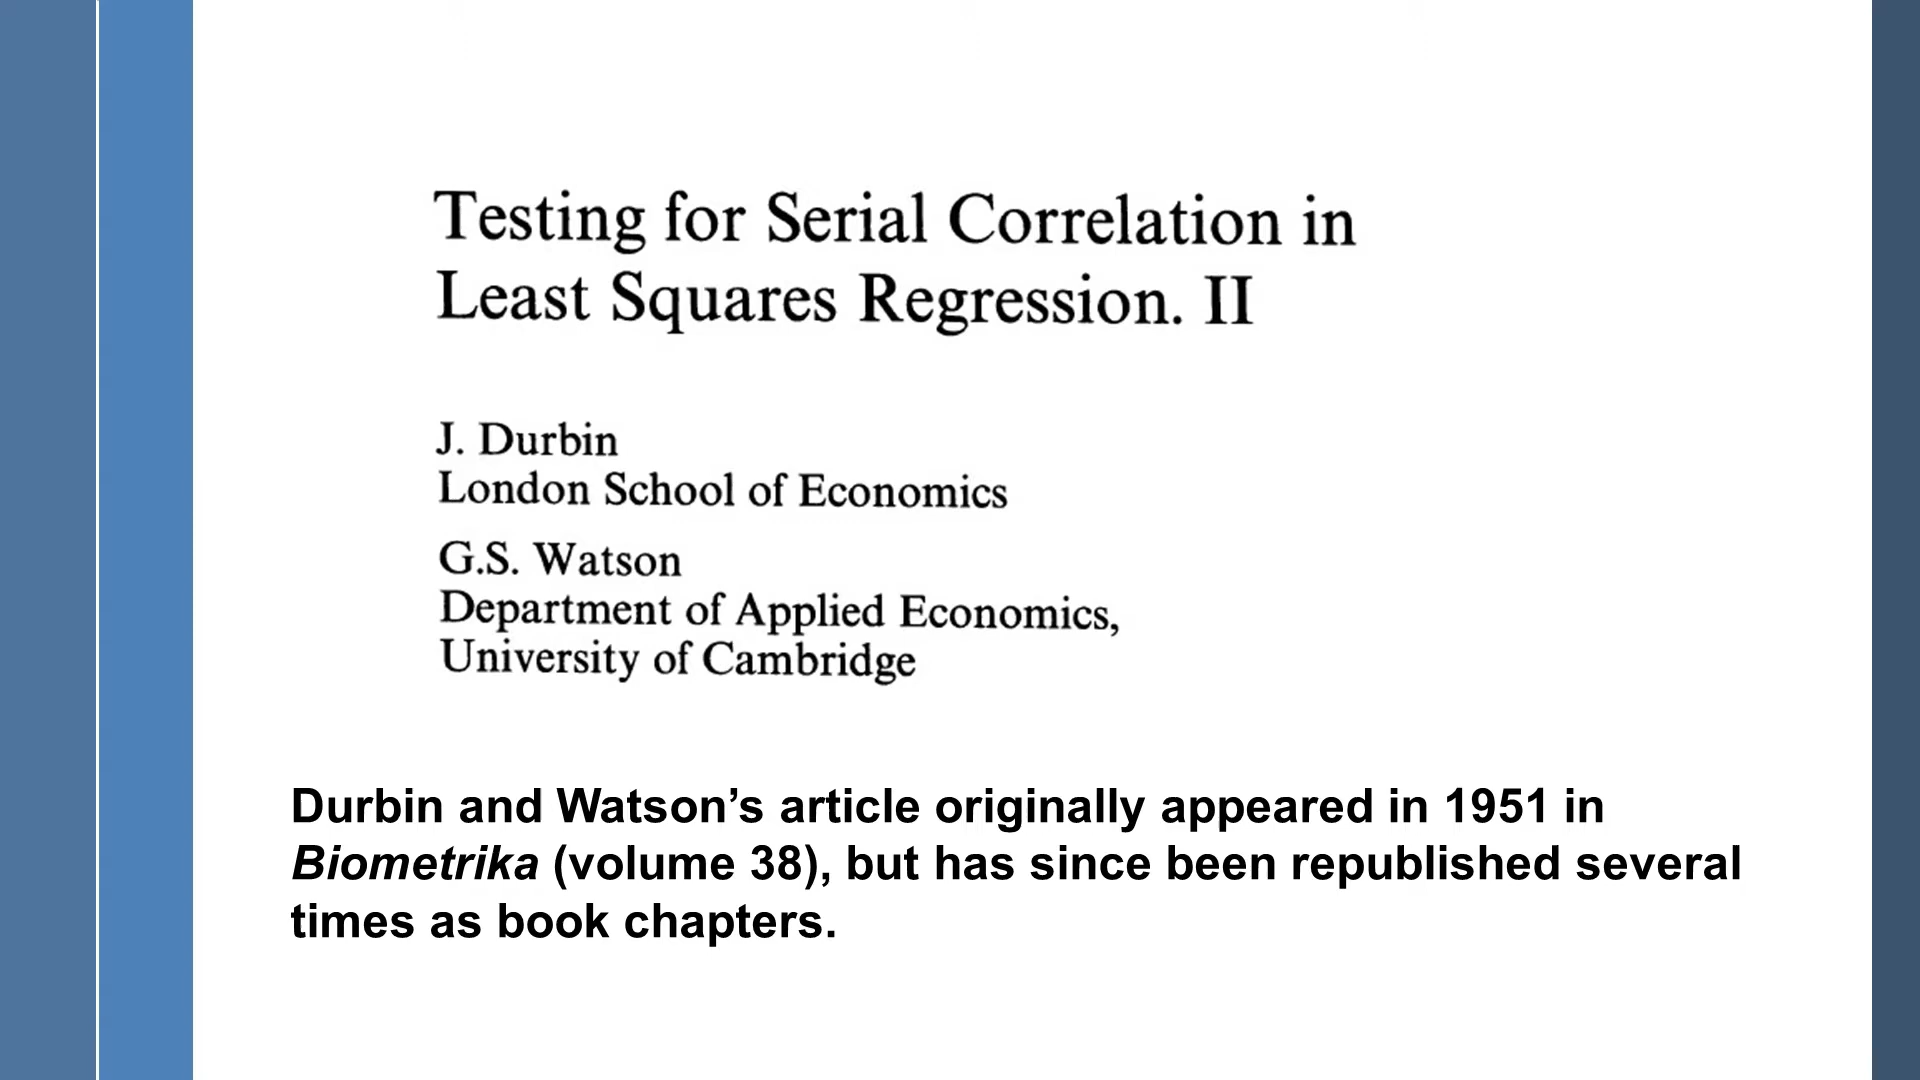 Testing for Serial Correlation in
Least Squares Regression. II
J. Durbin
London School of Economics
G.S. Watson
Department of Applied Economics,
University of Cambridge
Durbin and Watson’s article originally appeared in 1951 in
Biometrika (volume 38), but has since been republished several
times as book chapters.